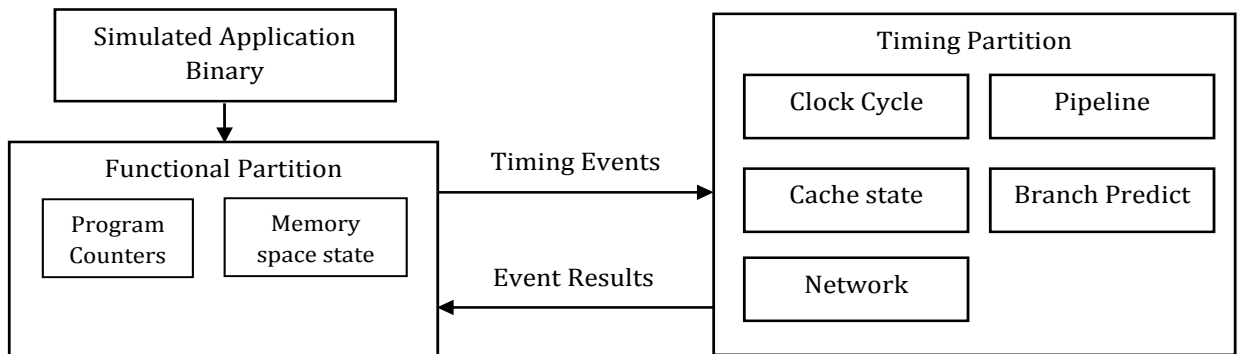 Simulated Application
Binary
Functional Partition
Program
Counters
Memory
space state
Timing Events
Event Results
Timing Partition
Clock Cycle
Pipeline
Cache state
Branch Predict
Network